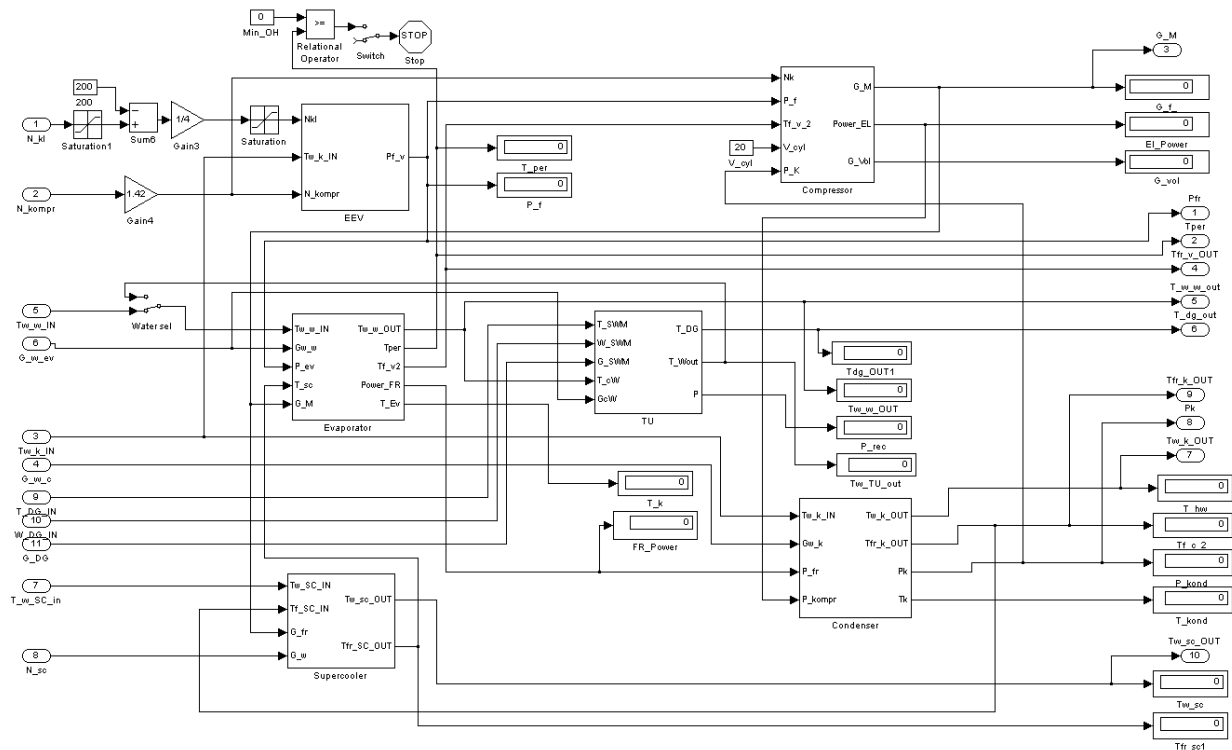 0
Min_OH
>=
Relational
Operator
Switch
STOP
Stop
G_M
3
200
200
1
N_kl
Saturation1
Sum6
1/4
Gain3
Saturation
Nkl
Tw_k_IN
N_kompr
Pf_v
EEV
2
N_kompr
1.42
Gain4
0
T_per
0
P_f
Nk
P_f
Tf_v_2
V_cyl
P_K
G_M
Power_EL
G_Vol
Compressor
20
V_cyl
0
G_f_
0
El_Power
0
G_vol
Pfr
1
Tper
2
Tfr_v_OUT
4
T_w_w_out
5
T_dg_out
6
5
Tw_w_IN
Water sel
6
G_w_ev
Tw_w_IN
Gw_w
P_ev
T_sc
G_M
Tw_w_OUT
Tper
Tf_v2
Power_FR
T_Ev
Evaporator
T_SWM
W_SWM
G_SWM
T_cW
GcW
T_DG
T_Wout
P
TU
0
Tdg_OUT1
0
Tw_w_OUT
0
P_rec
0
Tw_TU_out
Tfr_k_OUT
9
Pk
8
Tw_k_OUT
7
3
Tw_k_IN
4
G_w_c
9
T_DG_IN
10
W_DG_IN
11
G_DG
0
T_k
0
FR_Power
Tw_k_IN
Gw_k
P_fr
P_kompr
Tw_k_OUT
Tfr_k_OUT
Pk
Tk
Condenser
0
T_hw
0
Tf_c_2
0
P_kond
0
T_kond
7
T_w_SC_in
8
N_sc
Tw_SC_IN
Tf_SC_IN
G_fr
G_w
Tw_sc_OUT
Tfr_SC_OUT
Supercooler
Tw_sc_OUT
10
0
Tw_sc
0
Tfr_sc1